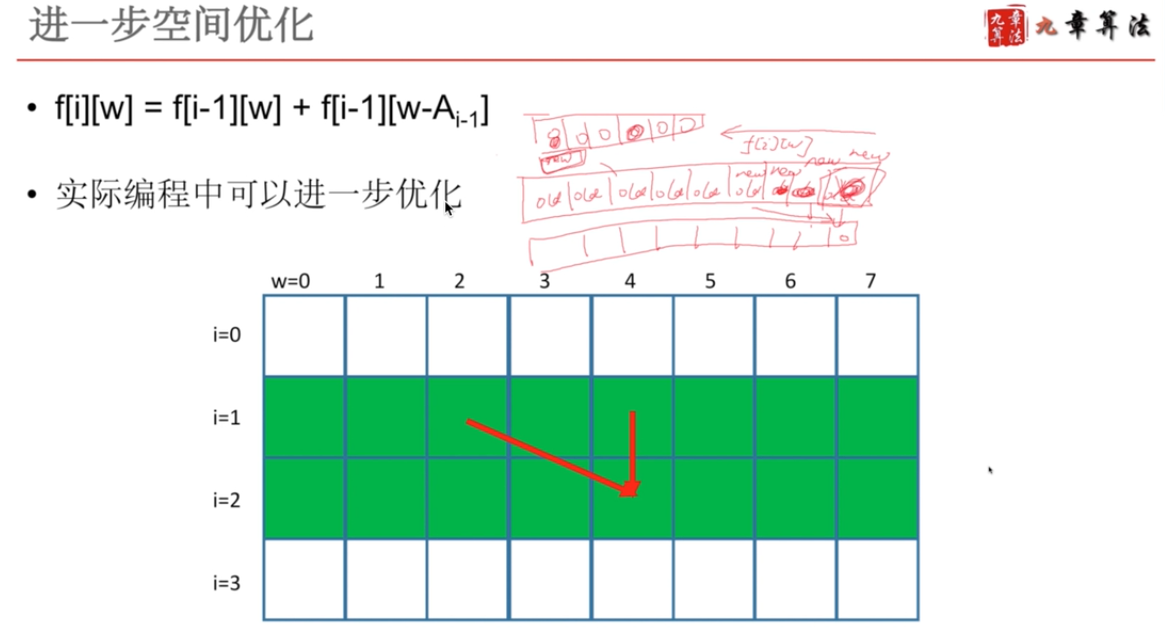 进一步空间优化
九章算法
九章算法
• f[i][w] = f[i-1][w] + f[i-1][w-Ai-1]
f[i][w]
new new
new
old old old old old old
new new
• 实际编程中可以进一步优化
w=0 1 2 3 4 5 6 7
i=0
i=1
i=2
i=3